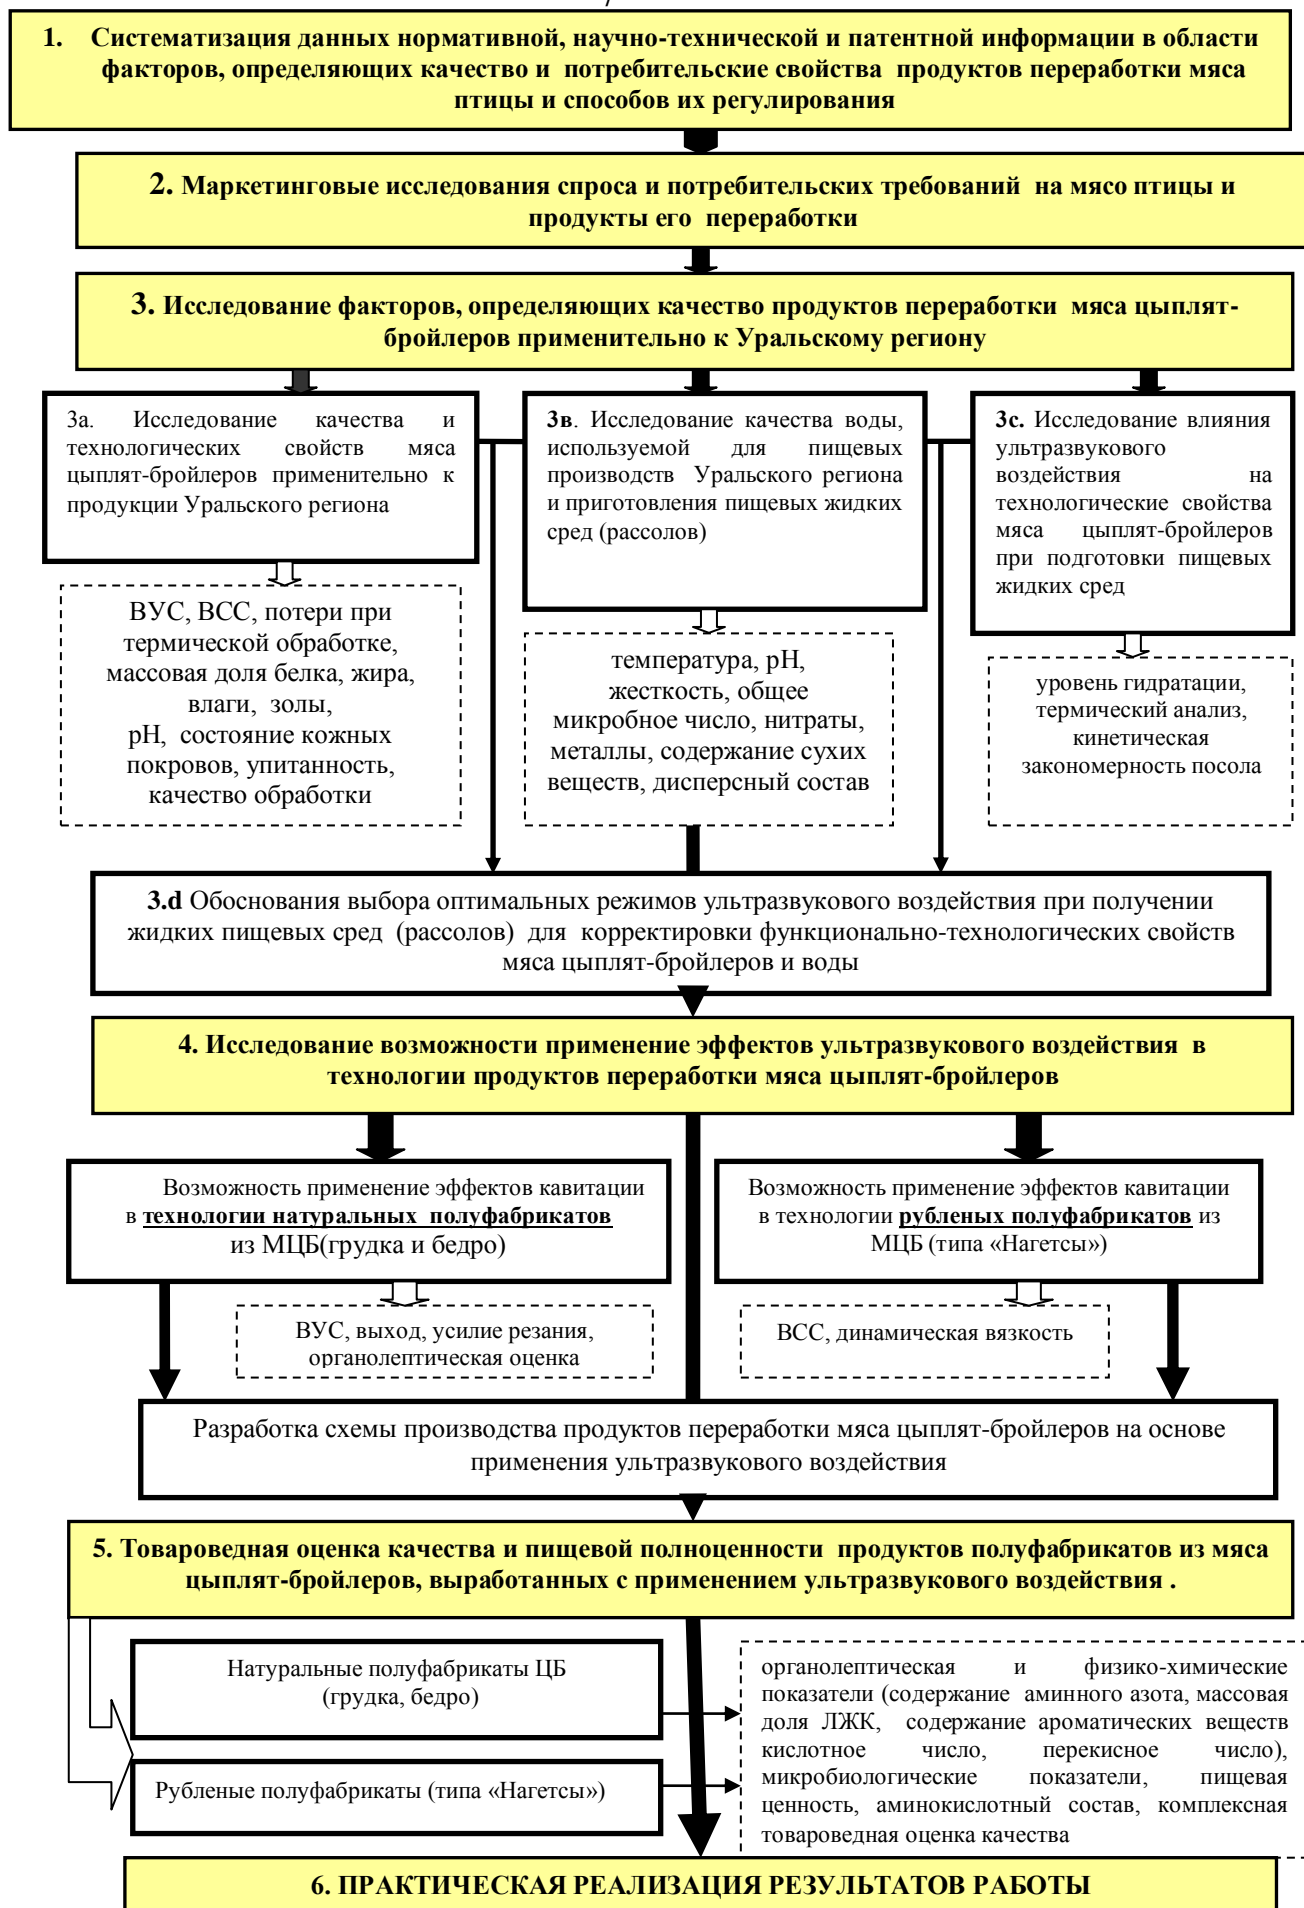 1. Систематизация данных нормативной, научно-технической и патентной информации в области
факторов, определяющих качество и потребительские свойства продуктов переработки мяса
птицы и способов их регулирования
2. Маркетинговые исследования спроса и потребительских требований на мясо птицы и
продукты его переработки
3. Исследование факторов, определяющих качество продуктов переработки мяса цыплят-
бройлеров применительно к Уральскому региону
3а. Исследование качества и
технологических свойств мяса
цыплят-бройлеров применительно к
продукции Уральского региона
ВУС, ВСС, потери при
термической обработке,
массовая доля белка, жира,
влаги, золы,
рН, состояние кожных
покровов, упитанность,
качество обработки
3в. Исследование качества воды,
используемой для пищевых
производств Уральского региона
и приготовления пищевых жидких
сред (рассолов)
температура, рН,
жесткость, общее
микробное число, нитраты,
металлы, содержание сухих
веществ, дисперсный состав
3с. Исследование влияния
ультразвукового
воздействия на
технологические свойства
мяса цыплят-бройлеров
при подготовки пищевых
жидких сред
уровень гидратации,
термический анализ,
кинетическая
закономерность посола
3.d Обоснования выбора оптимальных режимов ультразвукового воздействия при получении
жидких пищевых сред (рассолов) для корректировки функционально-технологических свойств
мяса цыплят-бройлеров и воды
4. Исследование возможности применение эффектов ультразвукового воздействия в
технологии продуктов переработки мяса цыплят-бройлеров
Возможность применение эффектов кавитации
в технологии натуральных полуфабрикатов
из МЦБ(грудка и бедро)
ВУС, выход, усилие резания,
органолептическая оценка
Возможность применение эффектов кавитации
в технологии рубленых полуфабрикатов из
МЦБ (типа «Нагетсы»)
ВСС, динамическая вязкость
Разработка схемы производства продуктов переработки мяса цыплят-бройлеров на основе
применения ультразвукового воздействия
5. Товароведная оценка качества и пищевой полноценности продуктов полуфабрикатов из мяса
цыплят-бройлеров, выработанных с применением ультразвукового воздействия .
Натуральные полуфабрикаты ЦБ
(грудка, бедро)
Рубленые полуфабрикаты (типа «Нагетсы»)
органолептическая и физико-химические
показатели (содержание аминного азота, массовая
доля ЛЖК, содержание ароматических веществ
кислотное число, перекисное число),
микробиологические показатели, пищевая
ценность, аминокислотный состав, комплексная
товароведная оценка качества
6. ПРАКТИЧЕСКАЯ РЕАЛИЗАЦИЯ РЕЗУЛЬТАТОВ РАБОТЫ